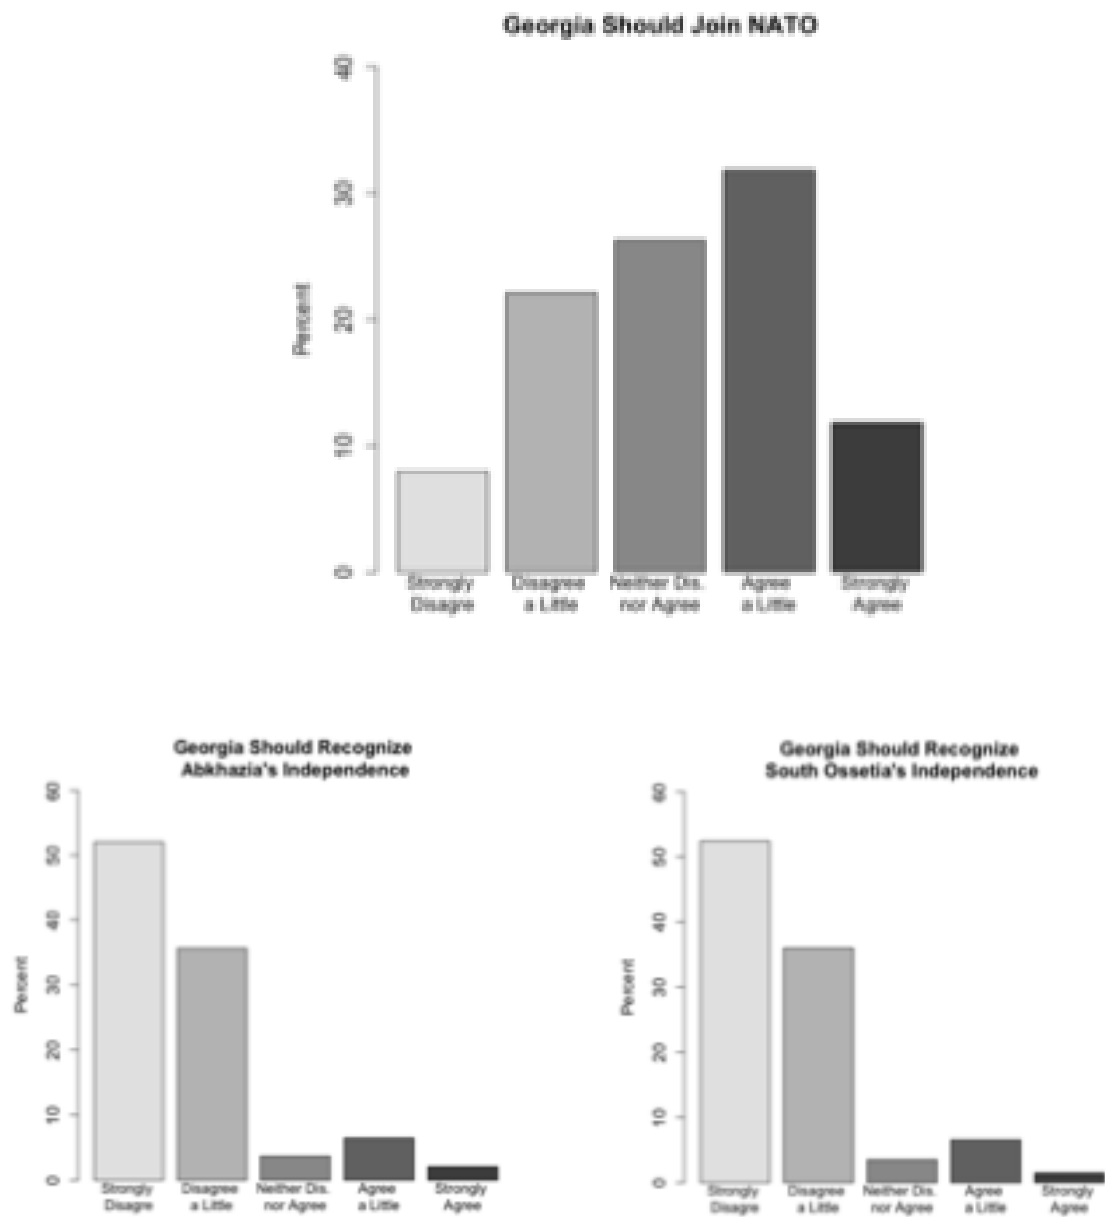 Georgia Should Join NATO
40
30
20
10
0
Percent
Strongly Disagre
Disagree a Little
Neither Dis. nor Agree
Agree a Little
Strongly Agree
Georgia Should Recognize
Abkhazia's Independence
60
50
40
30
20
10
0
Percent
Strongly Disagre
Disagree a Little
Neither Dis. nor Agree
Agree a Little
Strongly Agree
Georgia Should Recognize
South Ossetia's Independence
60
50
40
30
20
10
0
Percent
Strongly Disagre
Disagree a Little
Neither Dis. nor Agree
Agree a Little
Strongly Agree